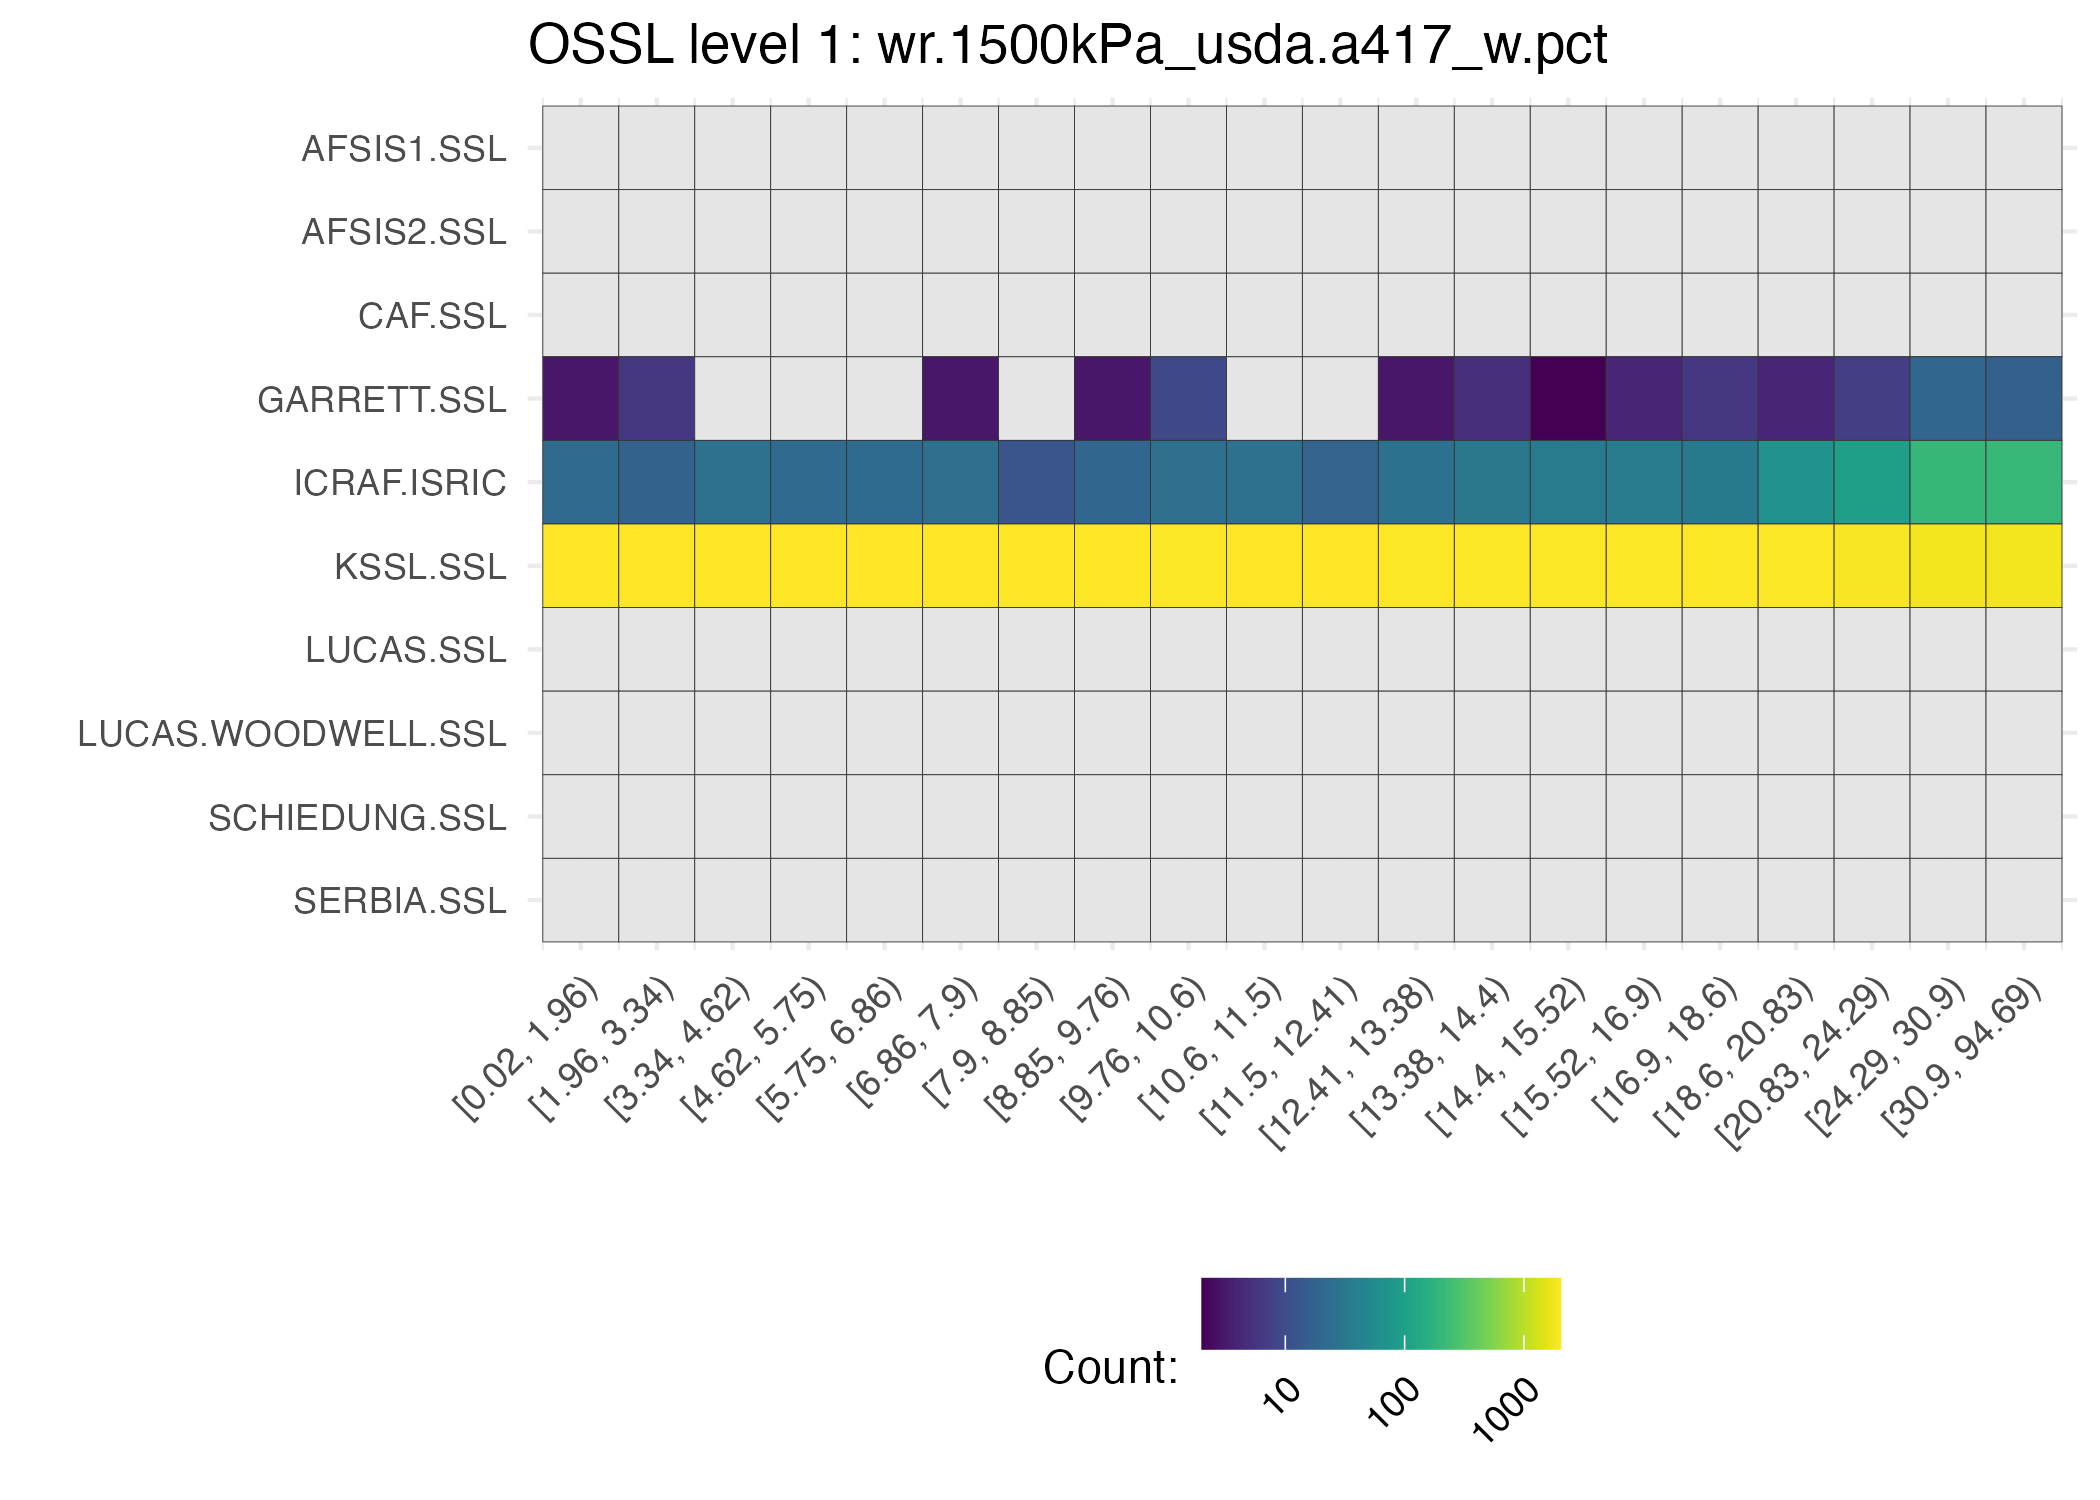 OSSL level 1: wr.1500kPa_usda.a417_w.pct
AFSIS1.SSL
AFSIS2.SSL
CAF.SSL
GARRETT.SSL
ICRAF.ISRIC
KSSL.SSL
LUCAS.SSL
LUCAS.WOODWELL.SSL
SCHIEDUNG.SSL
SERBIA.SSL
[0.02, 1.96)
[1.96, 3.34)
[3.34, 4.62)
[4.62, 5.75)
[5.75, 6.86)
[6.86, 7.9)
[7.9, 8.85)
[8.85, 9.76)
[9.76, 10.6)
[10.6, 11.5)
[11.5, 12.41)
[12.41, 13.38)
[13.38, 14.4)
[14.4, 15.52)
[15.52, 16.9)
[16.9, 18.6)
[18.6, 20.83)
[20.83, 24.29)
[24.29, 30.9)
[30.9, 94.69)
Count:
10
100
1000